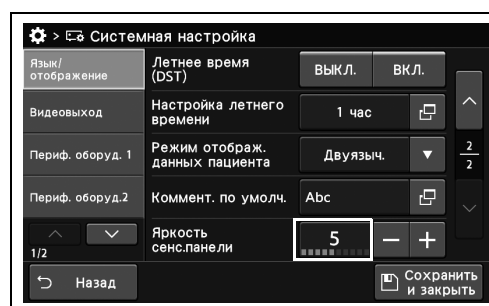 > Системная настройка
Язык/
отображение
Летнее время
(DST)
ВЫКЛ.
ВКЛ.
Видеовыход
Настройка летнего
времени
1 час
Периф. оборуд. 1
Режим отображ.
данных пациента
Двуязыч.
2
2
Периф. оборуд.2
Коммент. по умолч.
Abc
1/2
Яркость
сенс.панели
5
Назад
Сохранить
и закрыть